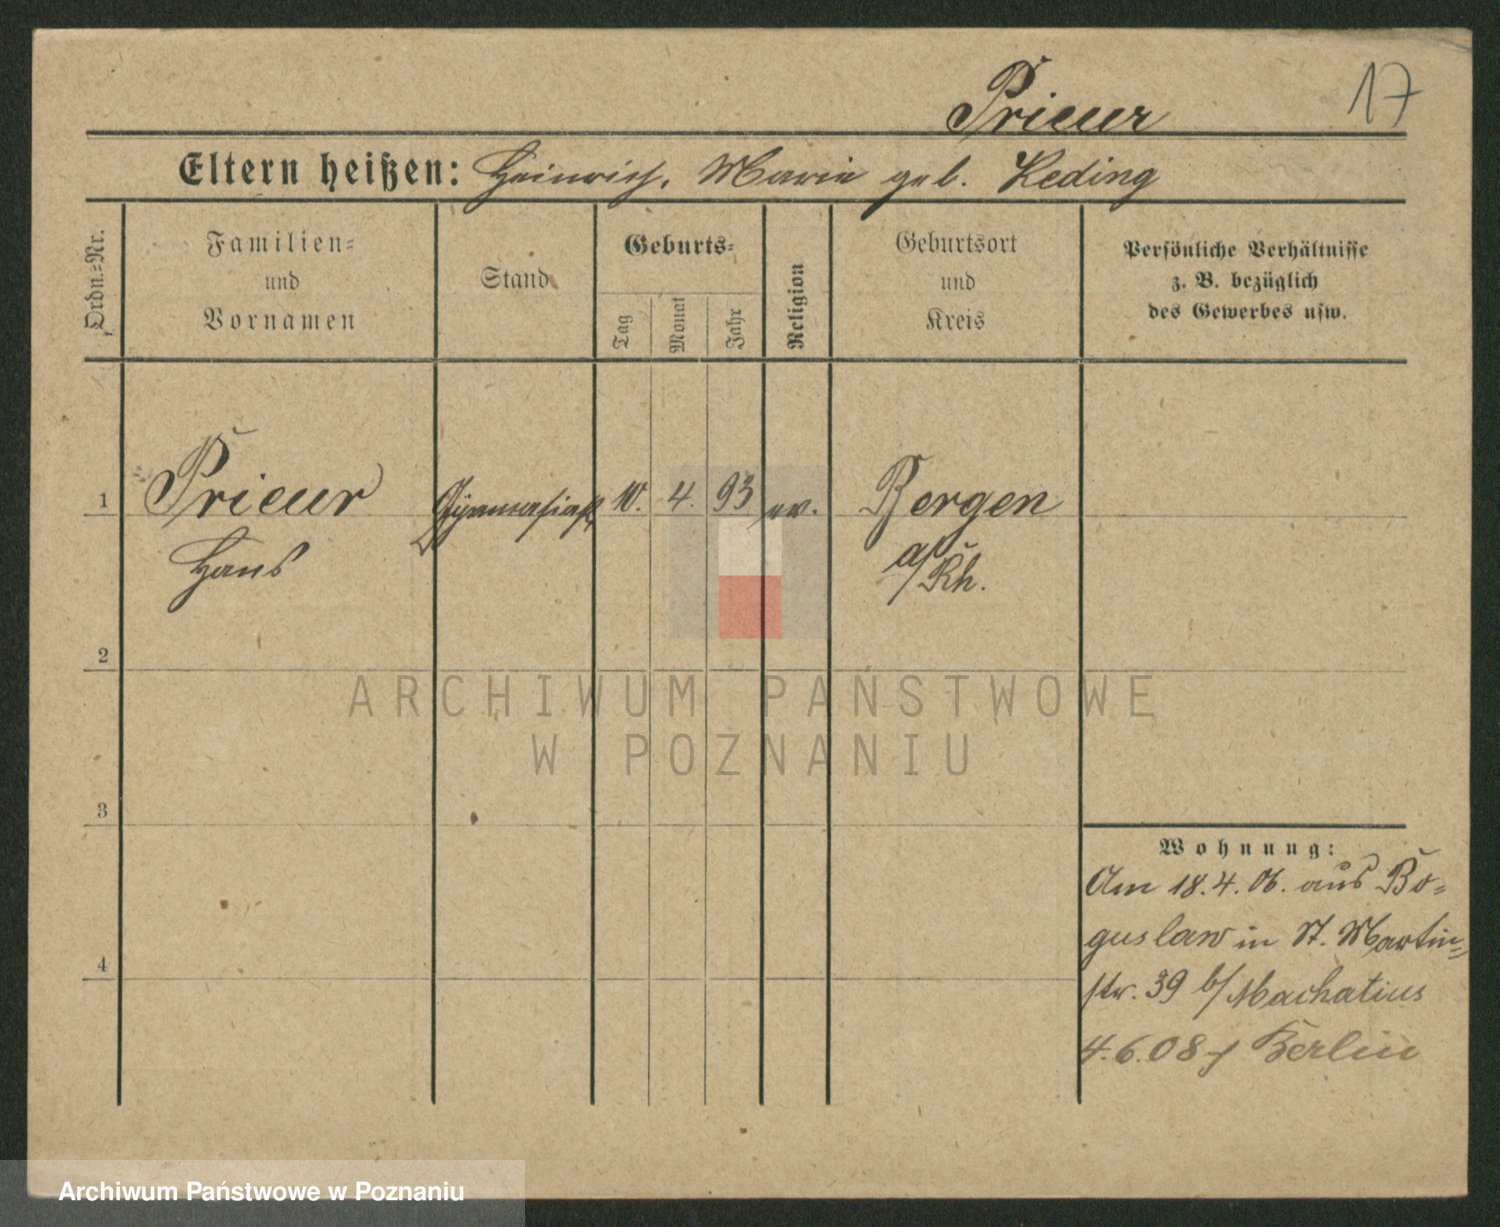 17
Prieur
Eltern heißen: Heinrich, Marie geb. Keding
Ordn.-Nr.
Familien-
und
Vornamen
Stand
Geburts-
Tag
Monat
Jahr
Religion
Geburtsort
und
Kreis
Persönliche Verhältnisse
z. B. bezüglich
des Gewerbes usw.
1 Prieur Gymnasiast 10. 4. 93 ev. Bergen
Hans a/Rh.
2
ARCHIWUM PAŃSTWOWE
W POZNANIU
3
Wohnung:
Am 18.4.06. aus Bo-
guslaw in St. Martin-
str. 39 b/ Machatius
4
4.6.08 Berlin
Archiwum Państwowe w Poznaniu